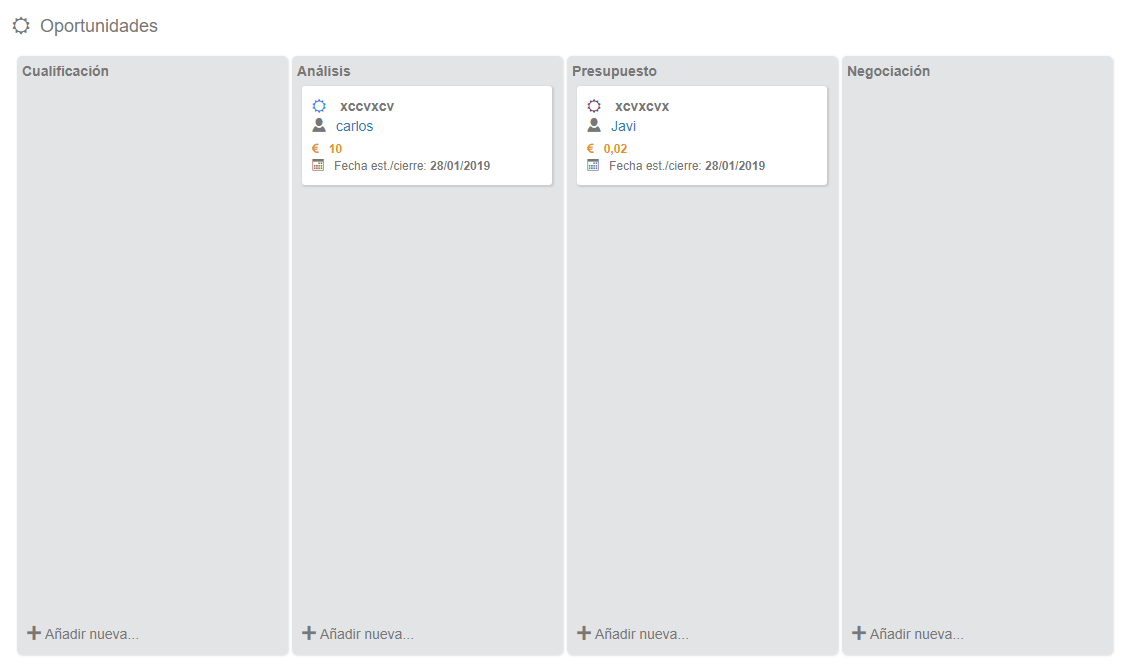 Oportunidades
Cualificación
Análisis
xccvxcv
carlos
€ 10
Fecha est./cierre: 28/01/2019
Presupuesto
xcvxcvx
Javi
€ 0,02
Fecha est./cierre: 28/01/2019
Negociación
+ Añadir nueva...
+ Añadir nueva...
+ Añadir nueva...
+ Añadir nueva...